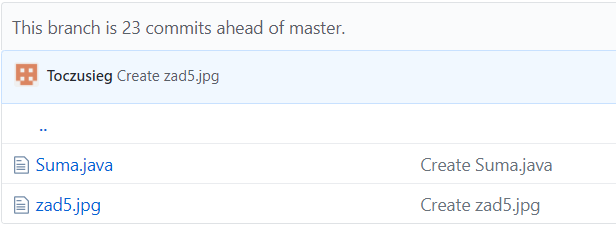 This branch is 23 commits ahead of master.
Toczusieg Create zad5.jpg
..
Suma.java Create Suma.java
zad5.jpg Create zad5.jpg